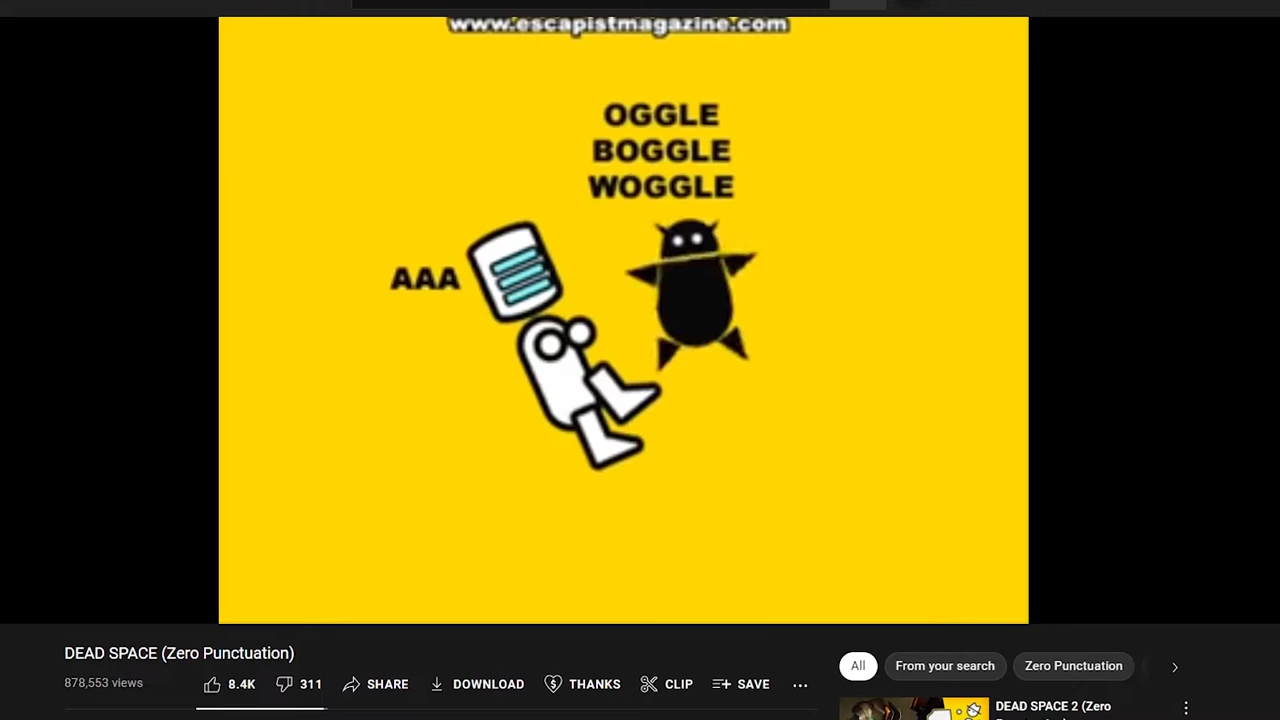 www.escapistmagazine.com
OGGLE
BOGGLE
WOGGLE
AAA
DEAD SPACE (Zero Punctuation)
878,553 views
8.4K
311
SHARE
DOWNLOAD
THANKS
CLIP
SAVE
All
From your search
Zero Punctuation
DEAD SPACE 2 (Zero